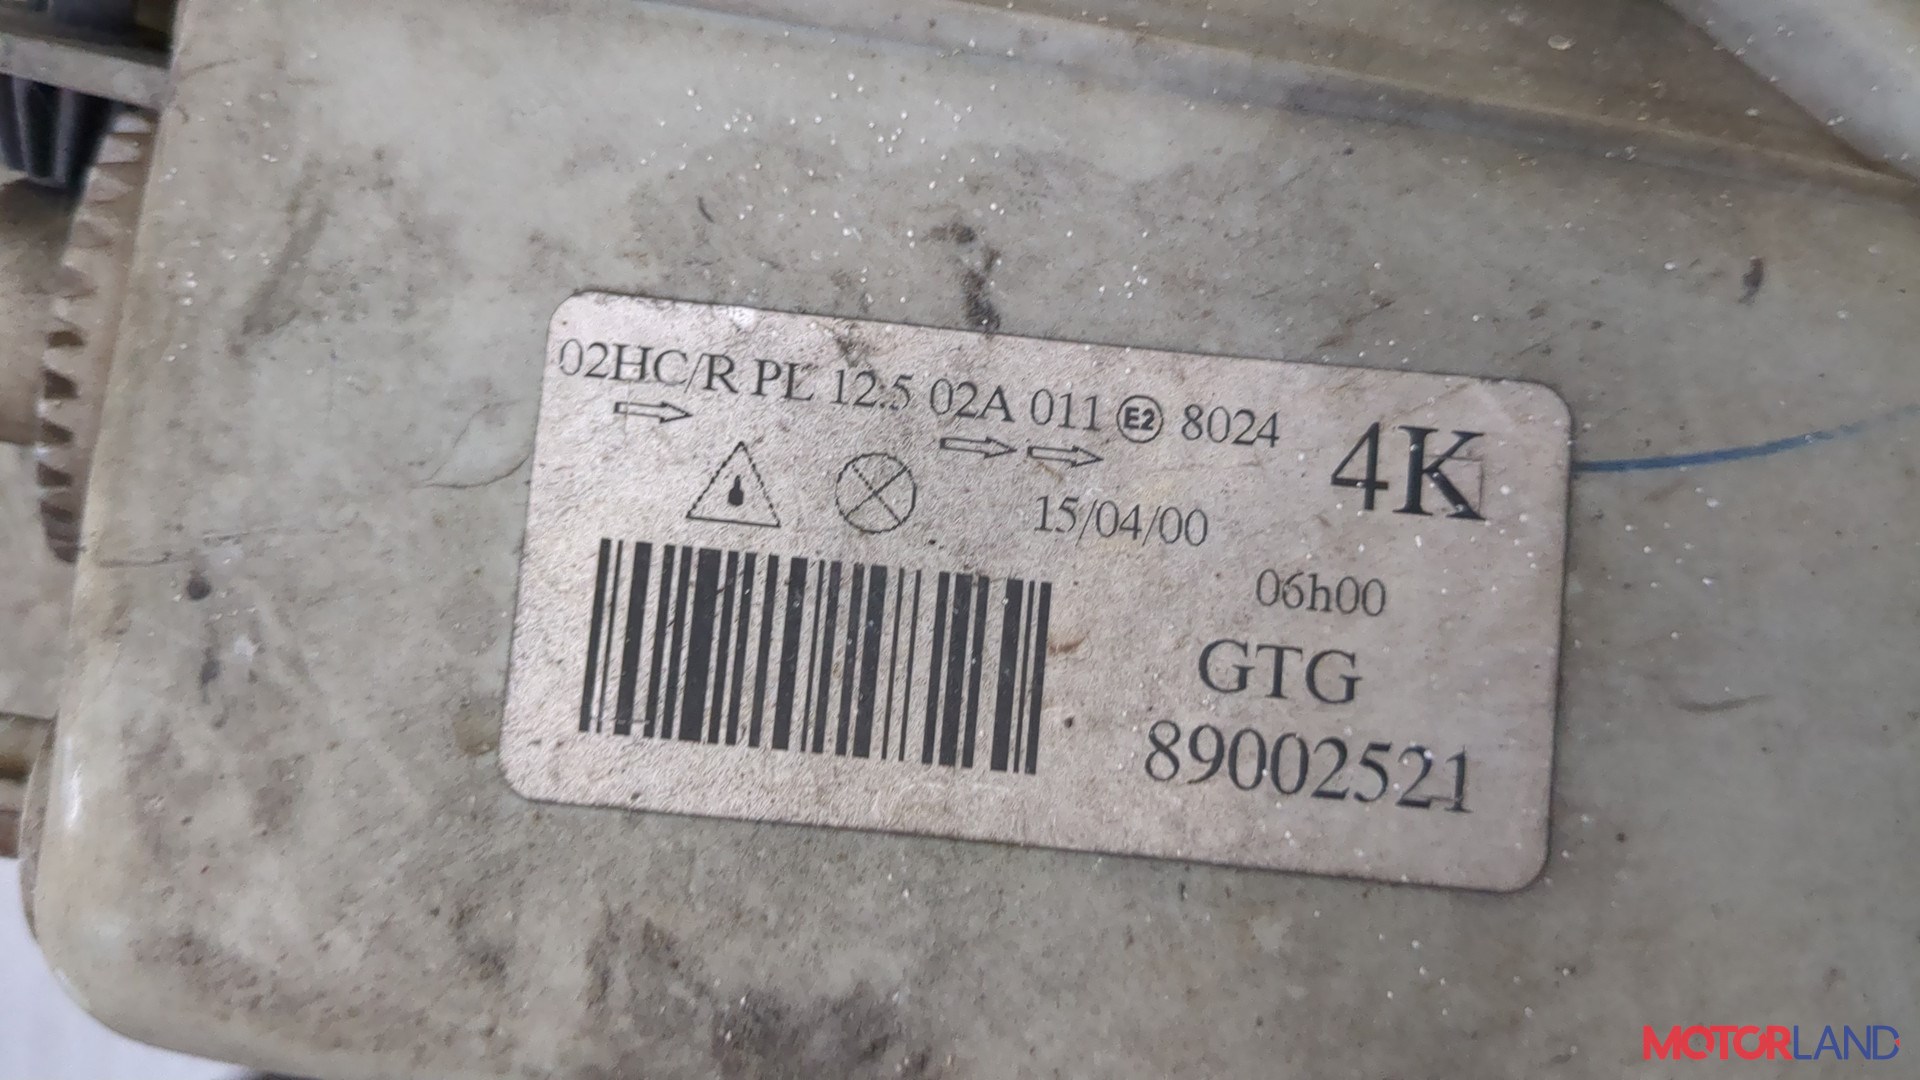 02HC/R PL 12.5 02A 011 E2 8024
4K
15/04/00
06h00
GTG
89002521
MOTORLAND